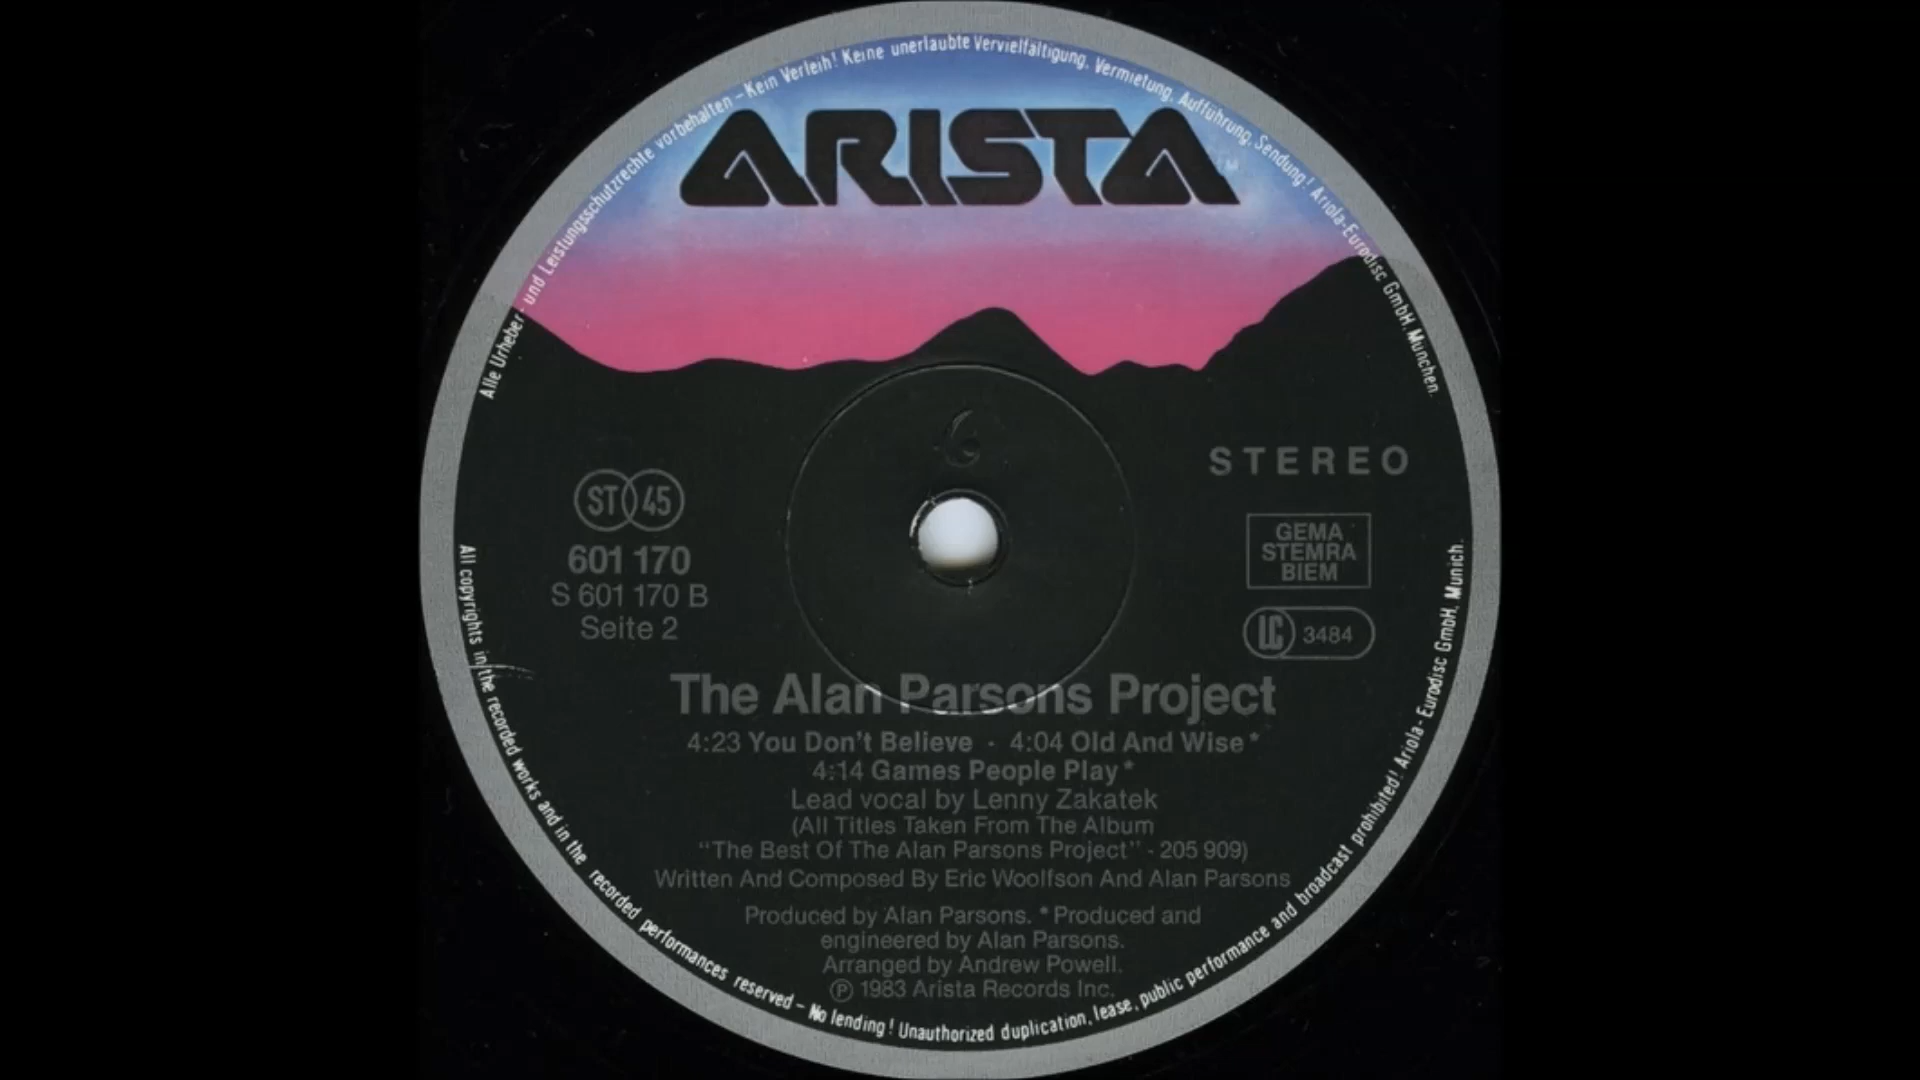 Alle Urheber- und Leistungsschutzrechte vorbehalten – Kein Verleih! Keine unerlaubte Vervielfältigung, Vermietung, Aufführung, Sendung! Ariola-Eurodisc GmbH, München.
ARISTA
STEREO
ST 45
601 170
S 601 170 B
Seite 2
GEMA
STEMRA
BIEM
LC 3484
The Alan Parsons Project
4:23 You Don't Believe - 4:04 Old And Wise*
4:14 Games People Play*
Lead vocal by Lenny Zakatek
(All Titles Taken From The Album
"The Best Of The Alan Parsons Project" - 205 909)
Written And Composed By Eric Woolfson And Alan Parsons
Produced by Alan Parsons. *Produced and
engineered by Alan Parsons.
Arranged by Andrew Powell.
Ⓟ 1983 Arista Records Inc.
All copyrights in the recorded works and in the recorded performances reserved – No lending! Unauthorized duplication, lease, public performance and broadcast prohibited! Ariola-Eurodisc GmbH, Munich.